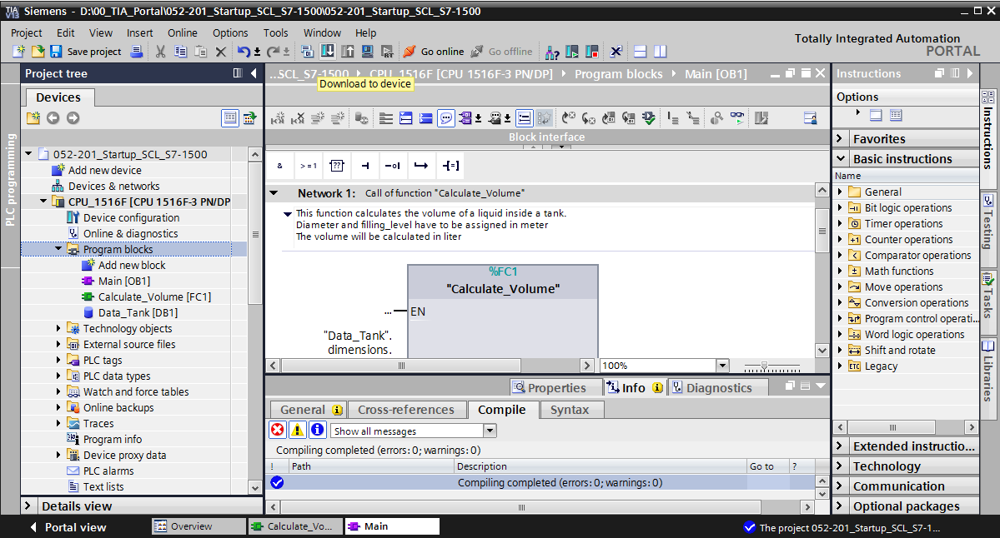 TIA V13 Siemens - D:\00_TIA_Portal\052-201_Startup_SCL_S7-1500\052-201_Startup_SCL_S7-1500
Project Edit View Insert Online Options Tools Window Help
Totally Integrated Automation
PORTAL
Save project Go online Go offline
Download to device
Project tree
...SCL_S7-1500 CPU_1516F [CPU 1516F-3 PN/DP] Program blocks Main [OB1]
Instructions
Devices
Options
PLC programming
Block interface
052-201_Startup_SCL_S7-1500
Add new device
Devices & networks
CPU_1516F [CPU 1516F-3 PN/DP
Device configuration
Online & diagnostics
Program blocks
Add new block
Main [OB1]
Calculate_Volume [FC1]
Data_Tank [DB1]
Technology objects
External source files
PLC tags
PLC data types
Watch and force tables
Online backups
Traces
Program info
Device proxy data
PLC alarms
Text lists
Details view
& >=1 ??
Network 1: Call of function "Calculate_Volume"
This function calculates the volume of a liquid inside a tank.
Diameter and filling_level have to be assigned in meter
The volume will be calculated in liter
%FC1
"Calculate_Volume"
... EN
"Data_Tank".
dimensions.
100%
Properties Info Diagnostics
General Cross-references Compile Syntax
Show all messages
Compiling completed (errors: 0; warnings: 0)
! Path Description Go to ?
Compiling completed (errors: 0; warnings: 0)
Favorites
Basic instructions
Name
General
Bit logic operations
Timer operations
Counter operations
Comparator operations
Math functions
Move operations
Conversion operations
Program control operati...
Word logic operations
Shift and rotate
Legacy
Extended instructio...
Technology
Communication
Optional packages
Instructions
Testing
Tasks
Libraries
Portal view Overview Calculate_Vo... Main The project 052-201_Startup_SCL_S7-1...